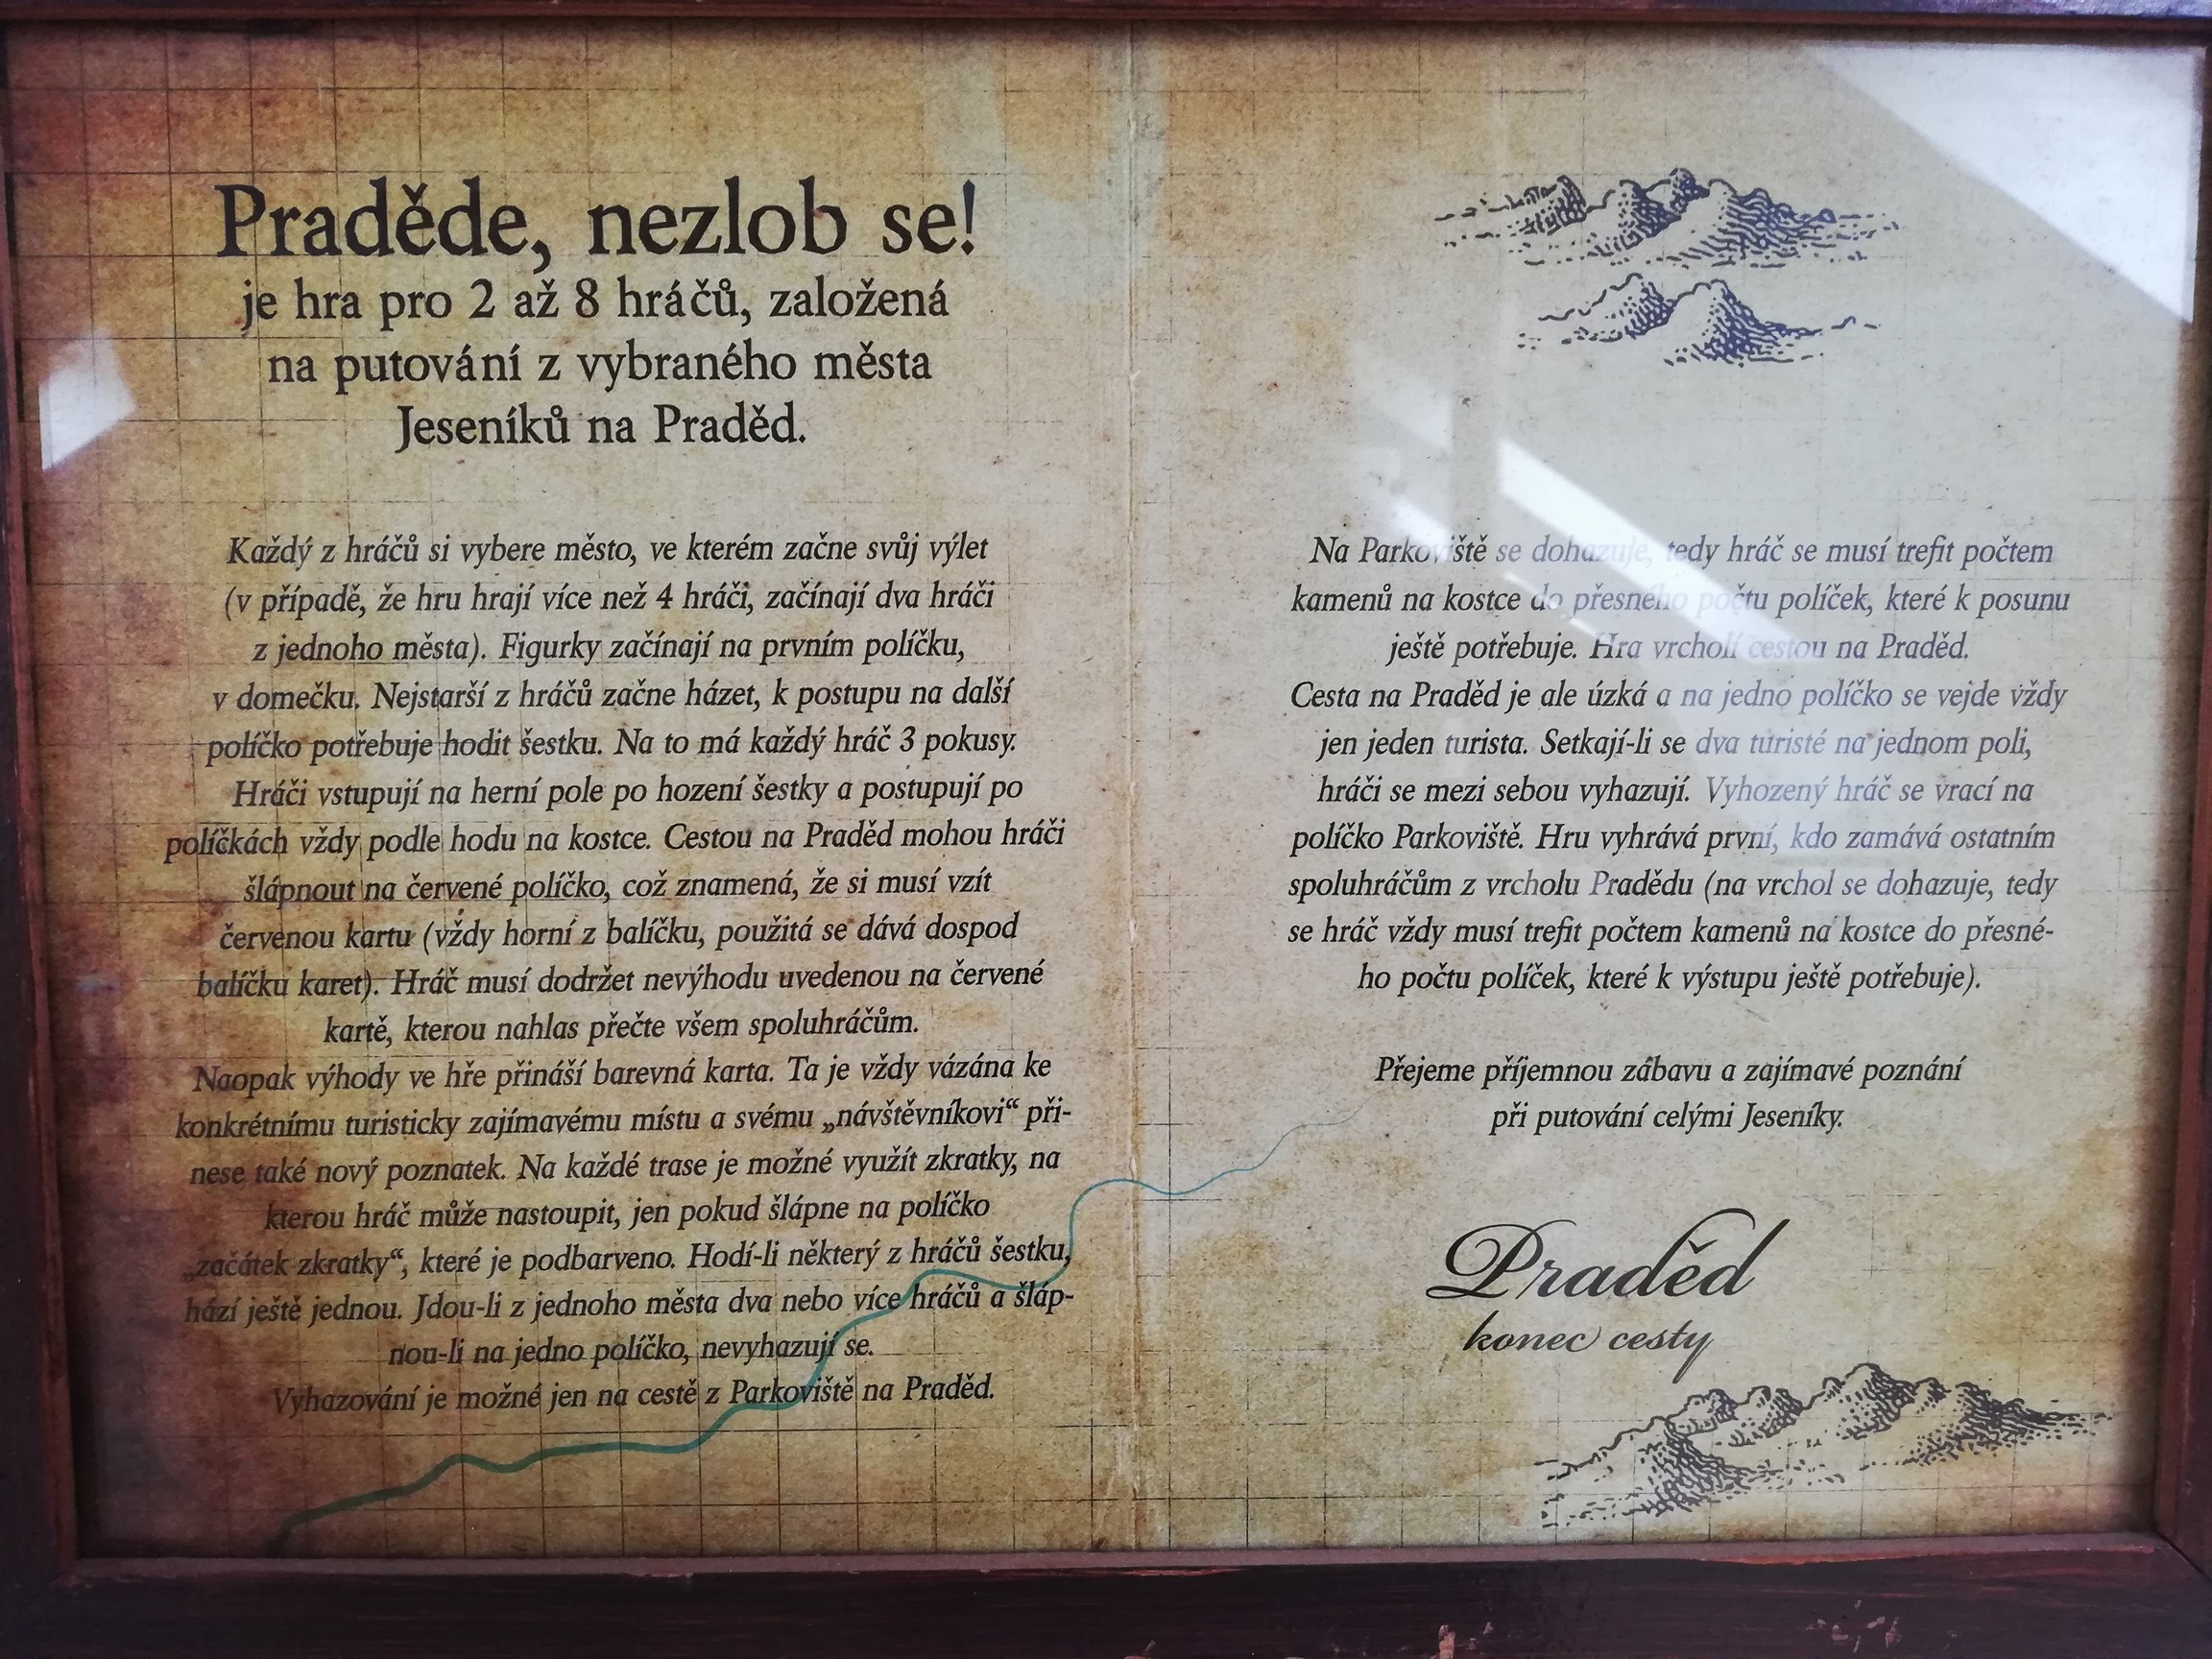 Praděde, nezlob se!
je hra pro 2 až 8 hráčů, založená
na putování z vybraného města
Jeseníků na Praděd.
Každý z hráčů si vybere město, ve kterém začne svůj výlet
(v případě, že hru hrají více než 4 hráči, začínají dva hráči
z jednoho města). Figurky začínají na prvním políčku,
v domečku. Nejstarší z hráčů začne házet, k postupu na další
políčko potřebuje hodit šestku. Na to má každý hráč 3 pokusy.
Hráči vstupují na herní pole po hození šestky a postupují po
políčkách vždy podle hodu na kostce. Cestou na Praděd mohou hráči
šlápnout na červené políčko, což znamená, že si musí vzít
červenou kartu (vždy horní z balíčku, použitá se dává dospod
balíčku karet). Hráč musí dodržet nevýhodu uvedenou na červené
kartě, kterou nahlas přečte všem spoluhráčům.
Naopak výhody ve hře přináší barevná karta. Ta je vždy vázána ke
konkrétnímu turisticky zajímavému místu a svému „návštěvníkovi“ při-
nese také nový poznatek. Na každé trase je možné využít zkratky, na
kterou hráč může nastoupit, jen pokud šlápne na políčko
„začátek zkratky“, které je podbarveno. Hodí-li některý z hráčů šestku,
hází ještě jednou. Jdou-li z jednoho města dva nebo více hráčů a šláp-
nou-li na jedno políčko, nevyhazují se.
Vyhazování je možné jen na cestě z Parkoviště na Praděd.
Na Parkoviště se dohazuje, tedy hráč se musí trefit počtem
kamenů na kostce do přesného počtu políček, které k posunu
ještě potřebuje. Hra vrcholí cestou na Praděd.
Cesta na Praděd je ale úzká a na jedno políčko se vejde vždy
jen jeden turista. Setkají-li se dva turisté na jednom poli,
hráči se mezi sebou vyhazují. Vyhozený hráč se vrací na
políčko Parkoviště. Hru vyhrává první, kdo zamává ostatním
spoluhráčům z vrcholu Pradědu (na vrchol se dohazuje, tedy
se hráč vždy musí trefit počtem kamenů na kostce do přesné-
ho počtu políček, které k výstupu ještě potřebuje).
Přejeme příjemnou zábavu a zajímavé poznání
při putování celými Jeseníky.
Praděd
konec cesty